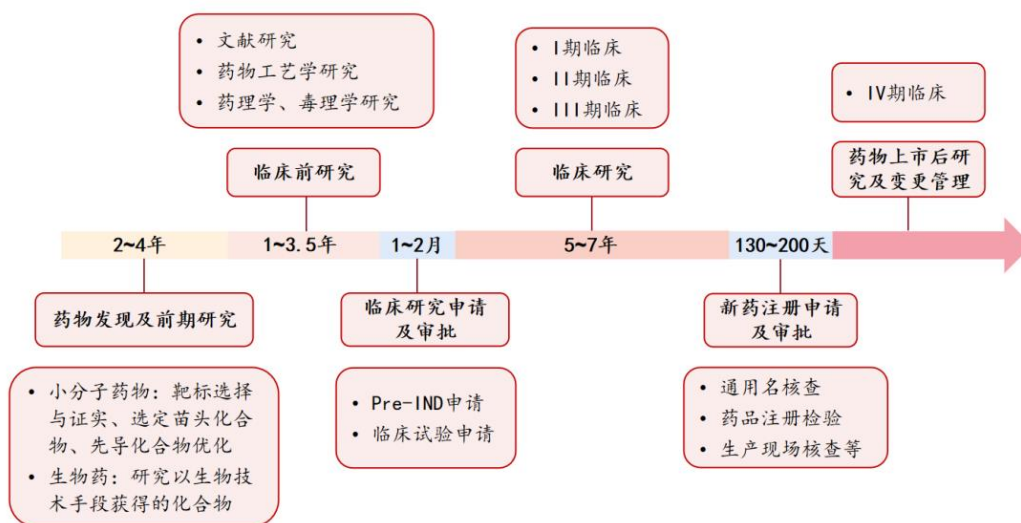 • 文献研究
• 药物工艺学研究
• 药理学、毒理学研究
• I期临床
• II期临床
• III期临床
• IV期临床
临床前研究
临床研究
药物上市后研
究及变更管理
2~4年
1~3.5年
1~2月
5~7年
130~200天
药物发现及前期研究
临床研究申请
及审批
新药注册申请
及审批
• 小分子药物：靶标选择
与证实、选定苗头化合
物、先导化合物优化
• 生物药：研究以生物技
术手段获得的化合物
• Pre-IND申请
• 临床试验申请
• 通用名核查
• 药品注册检验
• 生产现场核查等